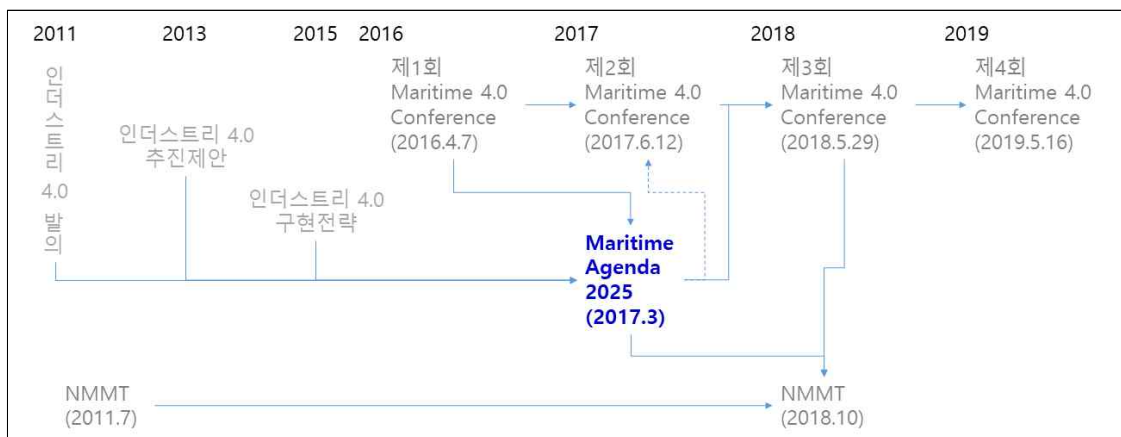 2011
2013
2015
2016
2017
2018
2019
인더스트리 4.0 발의
인더스트리 4.0
추진제안
인더스트리 4.0
구현전략
제1회
Maritime 4.0
Conference
(2016.4.7)
제2회
Maritime 4.0
Conference
(2017.6.12)
제3회
Maritime 4.0
Conference
(2018.5.29)
제4회
Maritime 4.0
Conference
(2019.5.16)
Maritime
Agenda
2025
(2017.3)
NMMT
(2011.7)
NMMT
(2018.10)